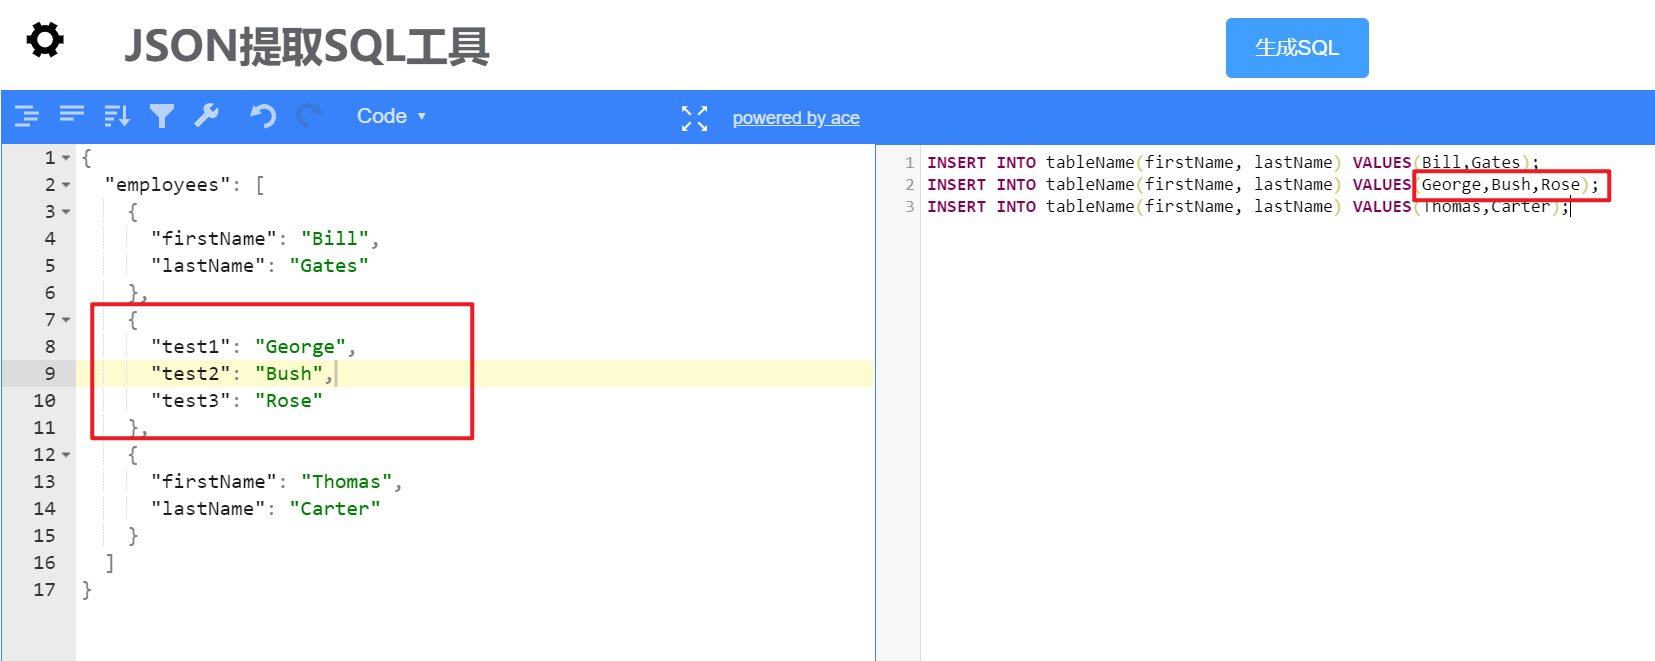 JSON提取SQL工具
生成SQL
Code
powered by ace
1 {
2 "employees": [
3 {
4 "firstName": "Bill",
5 "lastName": "Gates"
6 },
7 {
8 "test1": "George",
9 "test2": "Bush",
10 "test3": "Rose"
11 },
12 {
13 "firstName": "Thomas",
14 "lastName": "Carter"
15 }
16 ]
17 }
1 INSERT INTO tableName(firstName, lastName) VALUES(Bill,Gates);
2 INSERT INTO tableName(firstName, lastName) VALUES(George,Bush,Rose);
3 INSERT INTO tableName(firstName, lastName) VALUES(Thomas,Carter);